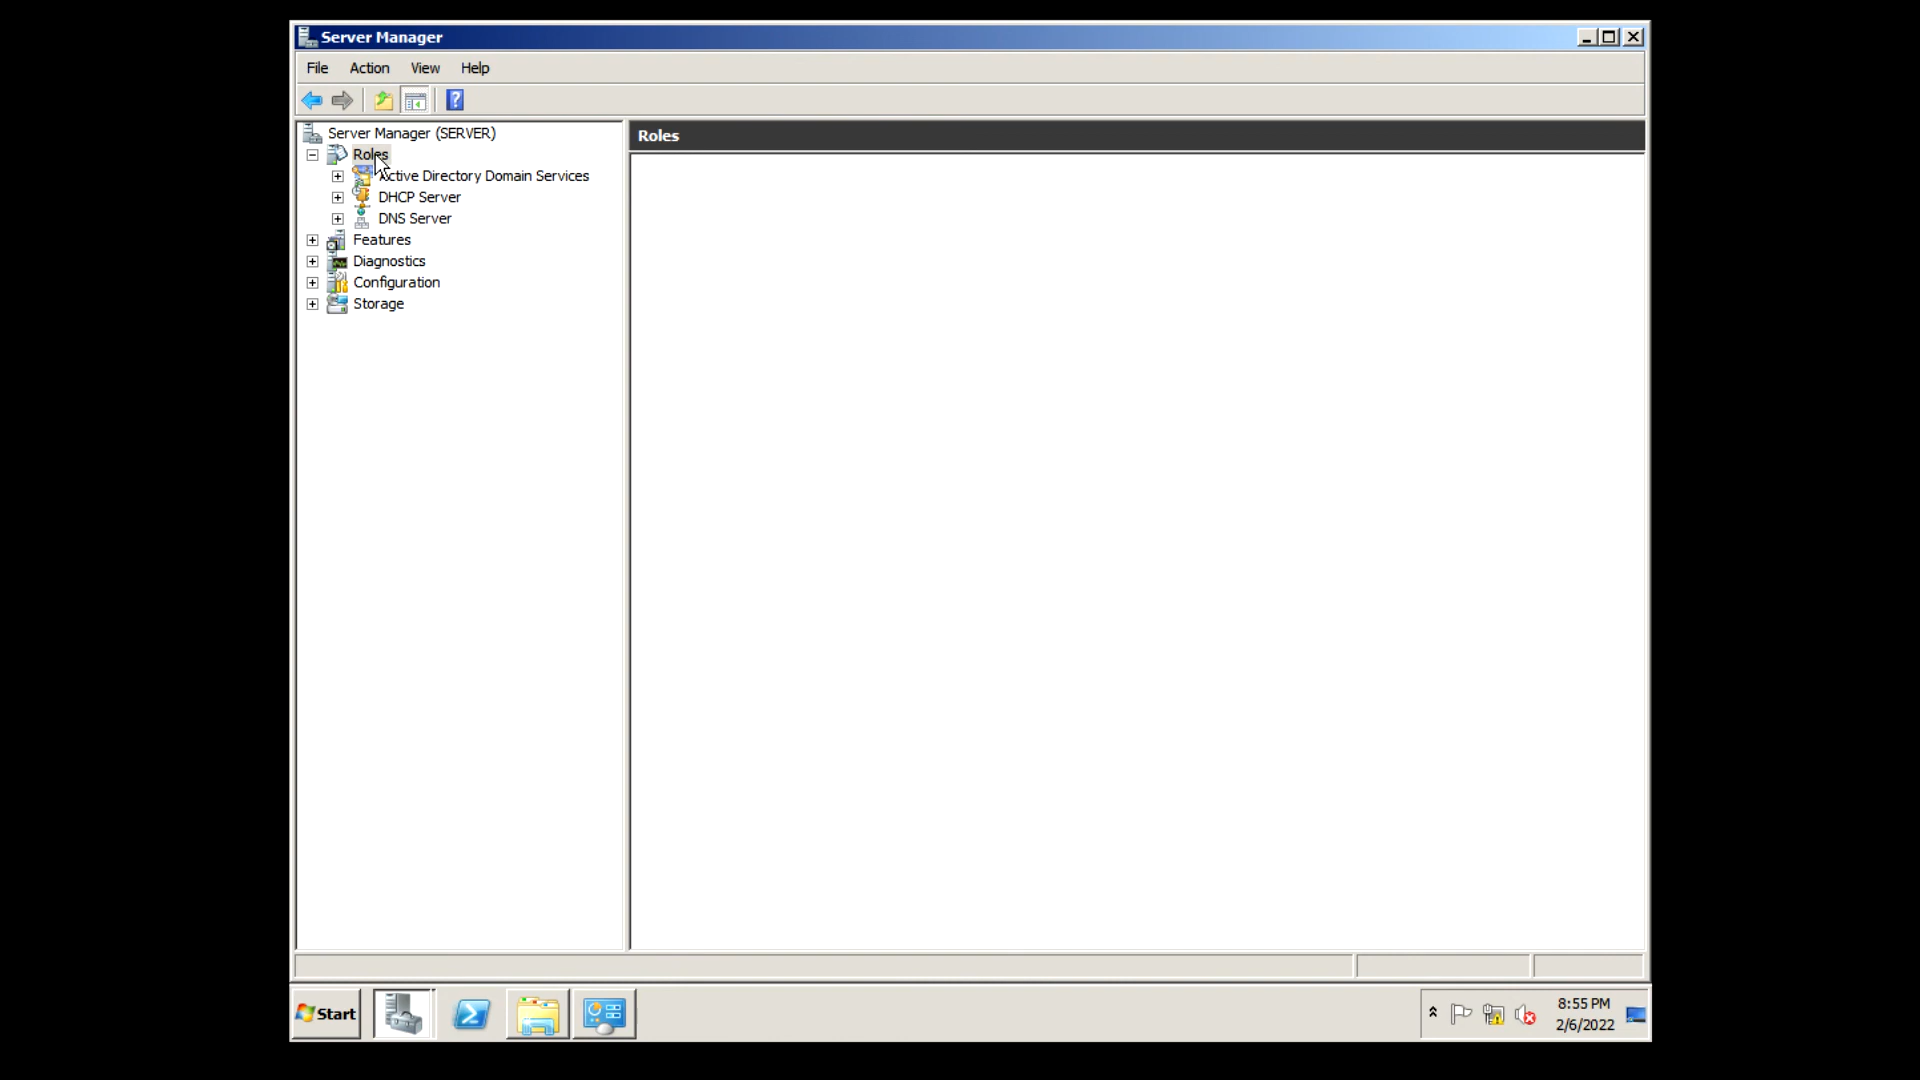 Server Manager
File Action View Help
?
Server Manager (SERVER)
Roles
Roles
Active Directory Domain Services
DHCP Server
DNS Server
Features
Diagnostics
Configuration
Storage
Start
8:55 PM
2/6/2022